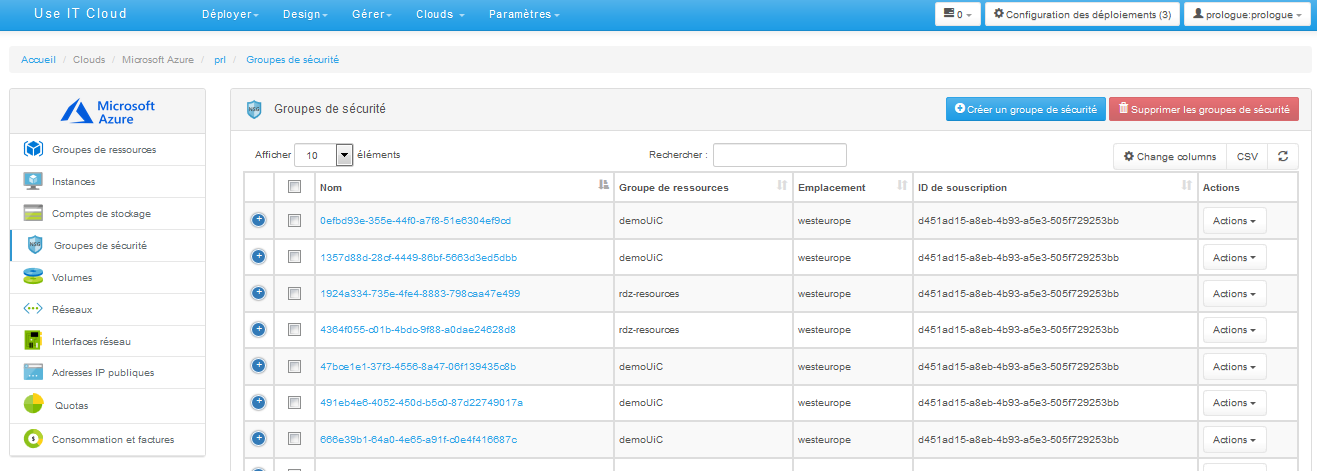 Use IT Cloud
Déployer
Design
Gérer
Clouds
Paramètres
0
Configuration des déploiements (3)
prologue:prologue
Accueil / Clouds / Microsoft Azure / prl / Groupes de sécurité
Microsoft
Azure
Groupes de ressources
Instances
Comptes de stockage
NSG
Groupes de sécurité
Volumes
Réseaux
Interfaces réseau
Adresses IP publiques
Quotas
Consommation et factures
NSG
Groupes de sécurité
Créer un groupe de sécurité
Supprimer les groupes de sécurité
Afficher 10 éléments
Rechercher :
Change columns
CSV
Nom Groupe de ressources Emplacement ID de souscription Actions
0efbd93e-355e-44f0-a7f8-51e6304ef9cd demoUiC westeurope d451ad15-a8eb-4b93-a5e3-505f729253bb Actions
1357d88d-28cf-4449-86bf-5663d3ed5dbb demoUiC westeurope d451ad15-a8eb-4b93-a5e3-505f729253bb Actions
1924a334-735e-4fe4-8883-798caa47e499 rdz-resources westeurope d451ad15-a8eb-4b93-a5e3-505f729253bb Actions
4364f055-c01b-4bdc-9f88-a0dae24628d8 rdz-resources westeurope d451ad15-a8eb-4b93-a5e3-505f729253bb Actions
47bce1e1-37f3-4556-8a47-06f139435c8b demoUiC westeurope d451ad15-a8eb-4b93-a5e3-505f729253bb Actions
491eb4e6-4052-450d-b5c0-87d22749017a demoUiC westeurope d451ad15-a8eb-4b93-a5e3-505f729253bb Actions
666e39b1-64a0-4e65-a91f-c0e4f416687c demoUiC westeurope d451ad15-a8eb-4b93-a5e3-505f729253bb Actions